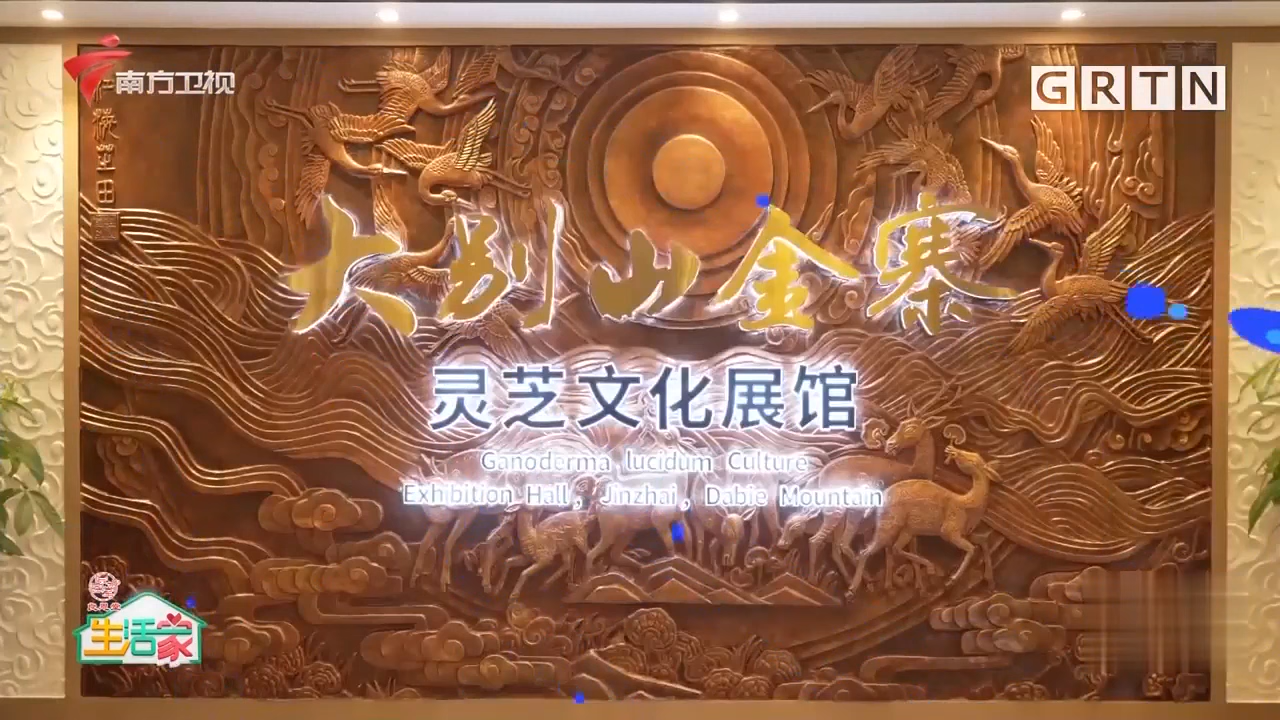 南方卫视
GRTN
大别山金寨
灵芝文化展馆
Ganoderma lucidum Culture
Exhibition Hall, Jinzhai, Dabie Mountain
生活家